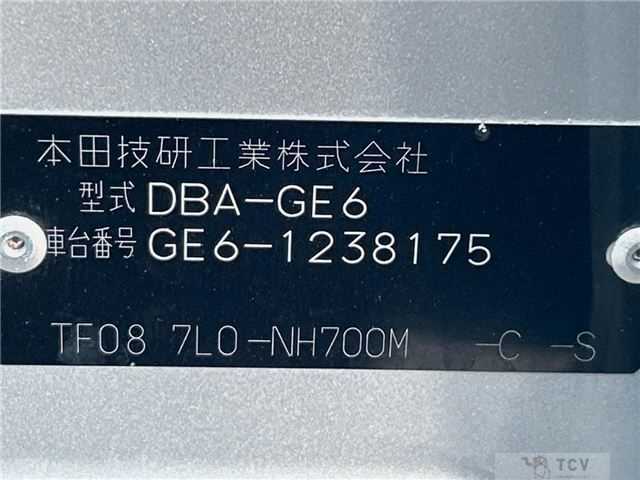 本田技研工業株式会社
型式 DBA-GE6
車台番号 GE6-1238175
TF08 7L0-NH700M -C -S
TCV